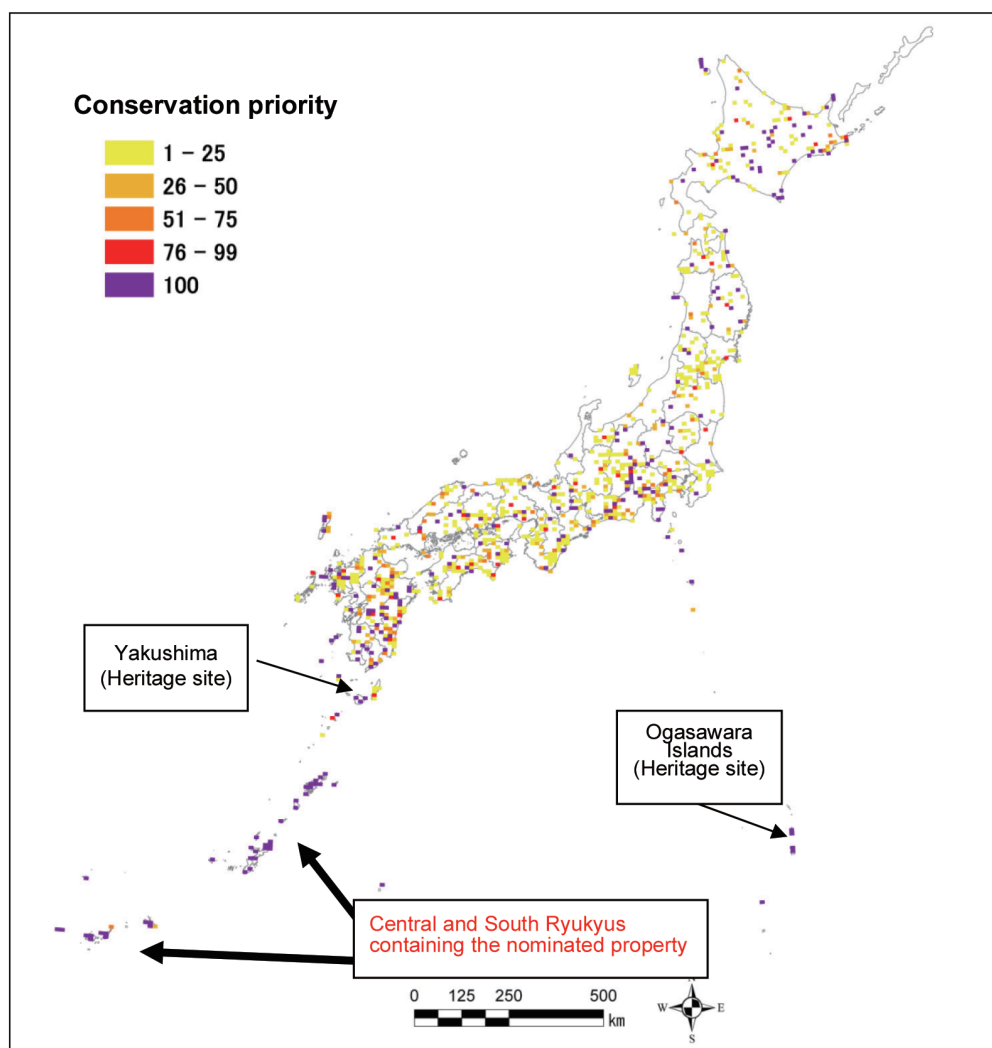 Conservation priority
1 – 25
26 – 50
51 – 75
76 – 99
100
Yakushima
(Heritage site)
Ogasawara
Islands
(Heritage site)
Central and South Ryukyus
containing the nominated property
0 125 250 500
km
N
W E
S